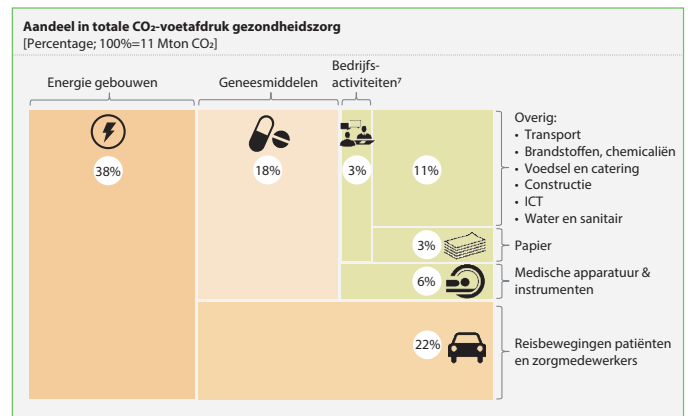 Aandeel in totale CO₂-voetafdruk gezondheidszorg
[Percentage; 100%=11 Mton CO₂]
Energie gebouwen
Geneesmiddelen
Bedrijfs-
activiteiten⁷
38%
18%
3%
11%
Overig:
• Transport
• Brandstoffen, chemicaliën
• Voedsel en catering
• Constructie
• ICT
• Water en sanitair
3%
Papier
6%
Medische apparatuur &
instrumenten
22%
Reisbewegingen patiënten
en zorgmedewerkers